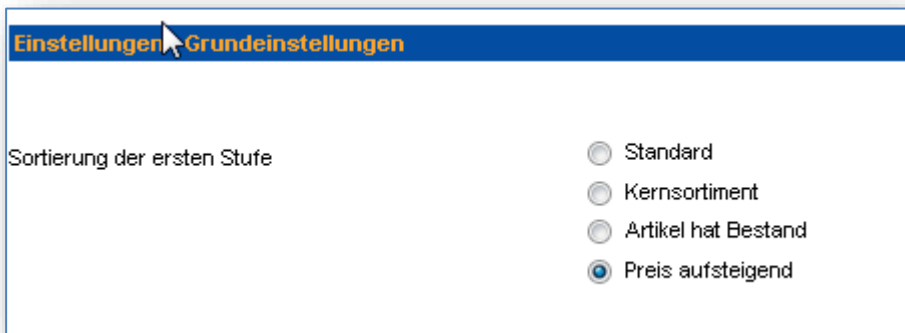 Einstellungen Grundeinstellungen
Sortierung der ersten Stufe
Standard
Kernsortiment
Artikel hat Bestand
Preis aufsteigend